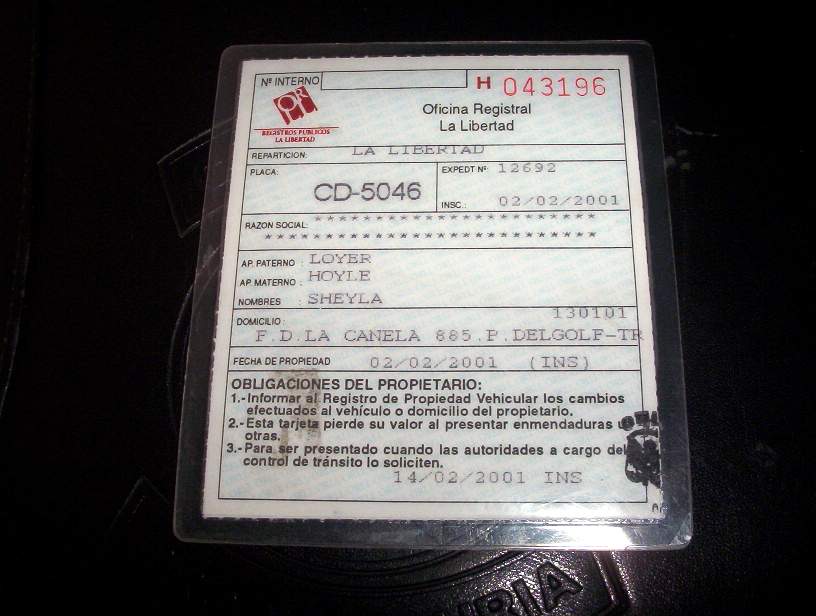 Nº INTERNO
H 043196
REGISTROS PUBLICOS
LA LIBERTAD
Oficina Registral
La Libertad
REPARTICION: LA LIBERTAD
PLACA: CD-5046
EXPEDT Nº 12692
INSC.: 02/02/2001
RAZON SOCIAL: * * * * * * * * * * * * * * * * * * * * * *
* * * * * * * * * * * * * * * * * * * * * * * * * *
AP. PATERNO : LOYER
AP. MATERNO : HOYLE
NOMBRES : SHEYLA
DOMICILIO : 130101
F.D.LA CANELA 885.P.DELGOLF-TR
FECHA DE PROPIEDAD 02/02/2001 (INS)
OBLIGACIONES DEL PROPIETARIO:
1.- Informar al Registro de Propiedad Vehicular los cambios
efectuados al vehículo o domicilio del propietario.
2.- Esta tarjeta pierde su valor al presentar enmendaduras u
otras.
3.- Para ser presentado cuando las autoridades a cargo del
control de tránsito lo soliciten.
14/02/2001 INS